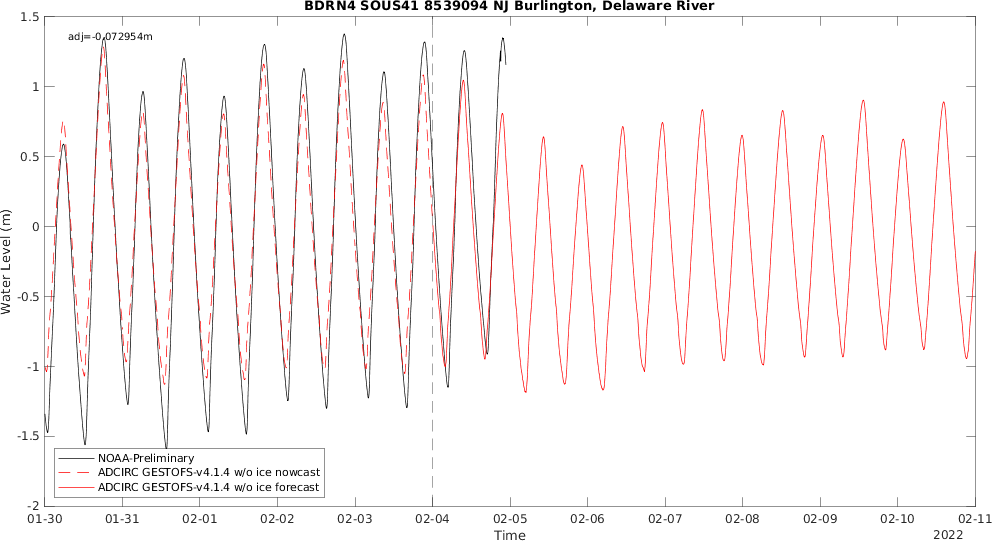 BDRN4 SOUS41 8539094 NJ Burlington, Delaware River
adj=-0.072954m
1.5
1
0.5
0
-0.5
-1
-1.5
-2
Water Level (m)
NOAA-Preliminary
ADCIRC GESTOFS-v4.1.4 w/o ice nowcast
ADCIRC GESTOFS-v4.1.4 w/o ice forecast
01-30 01-31 02-01 02-02 02-03 02-04 02-05 02-06 02-07 02-08 02-09 02-10 02-11
Time
2022